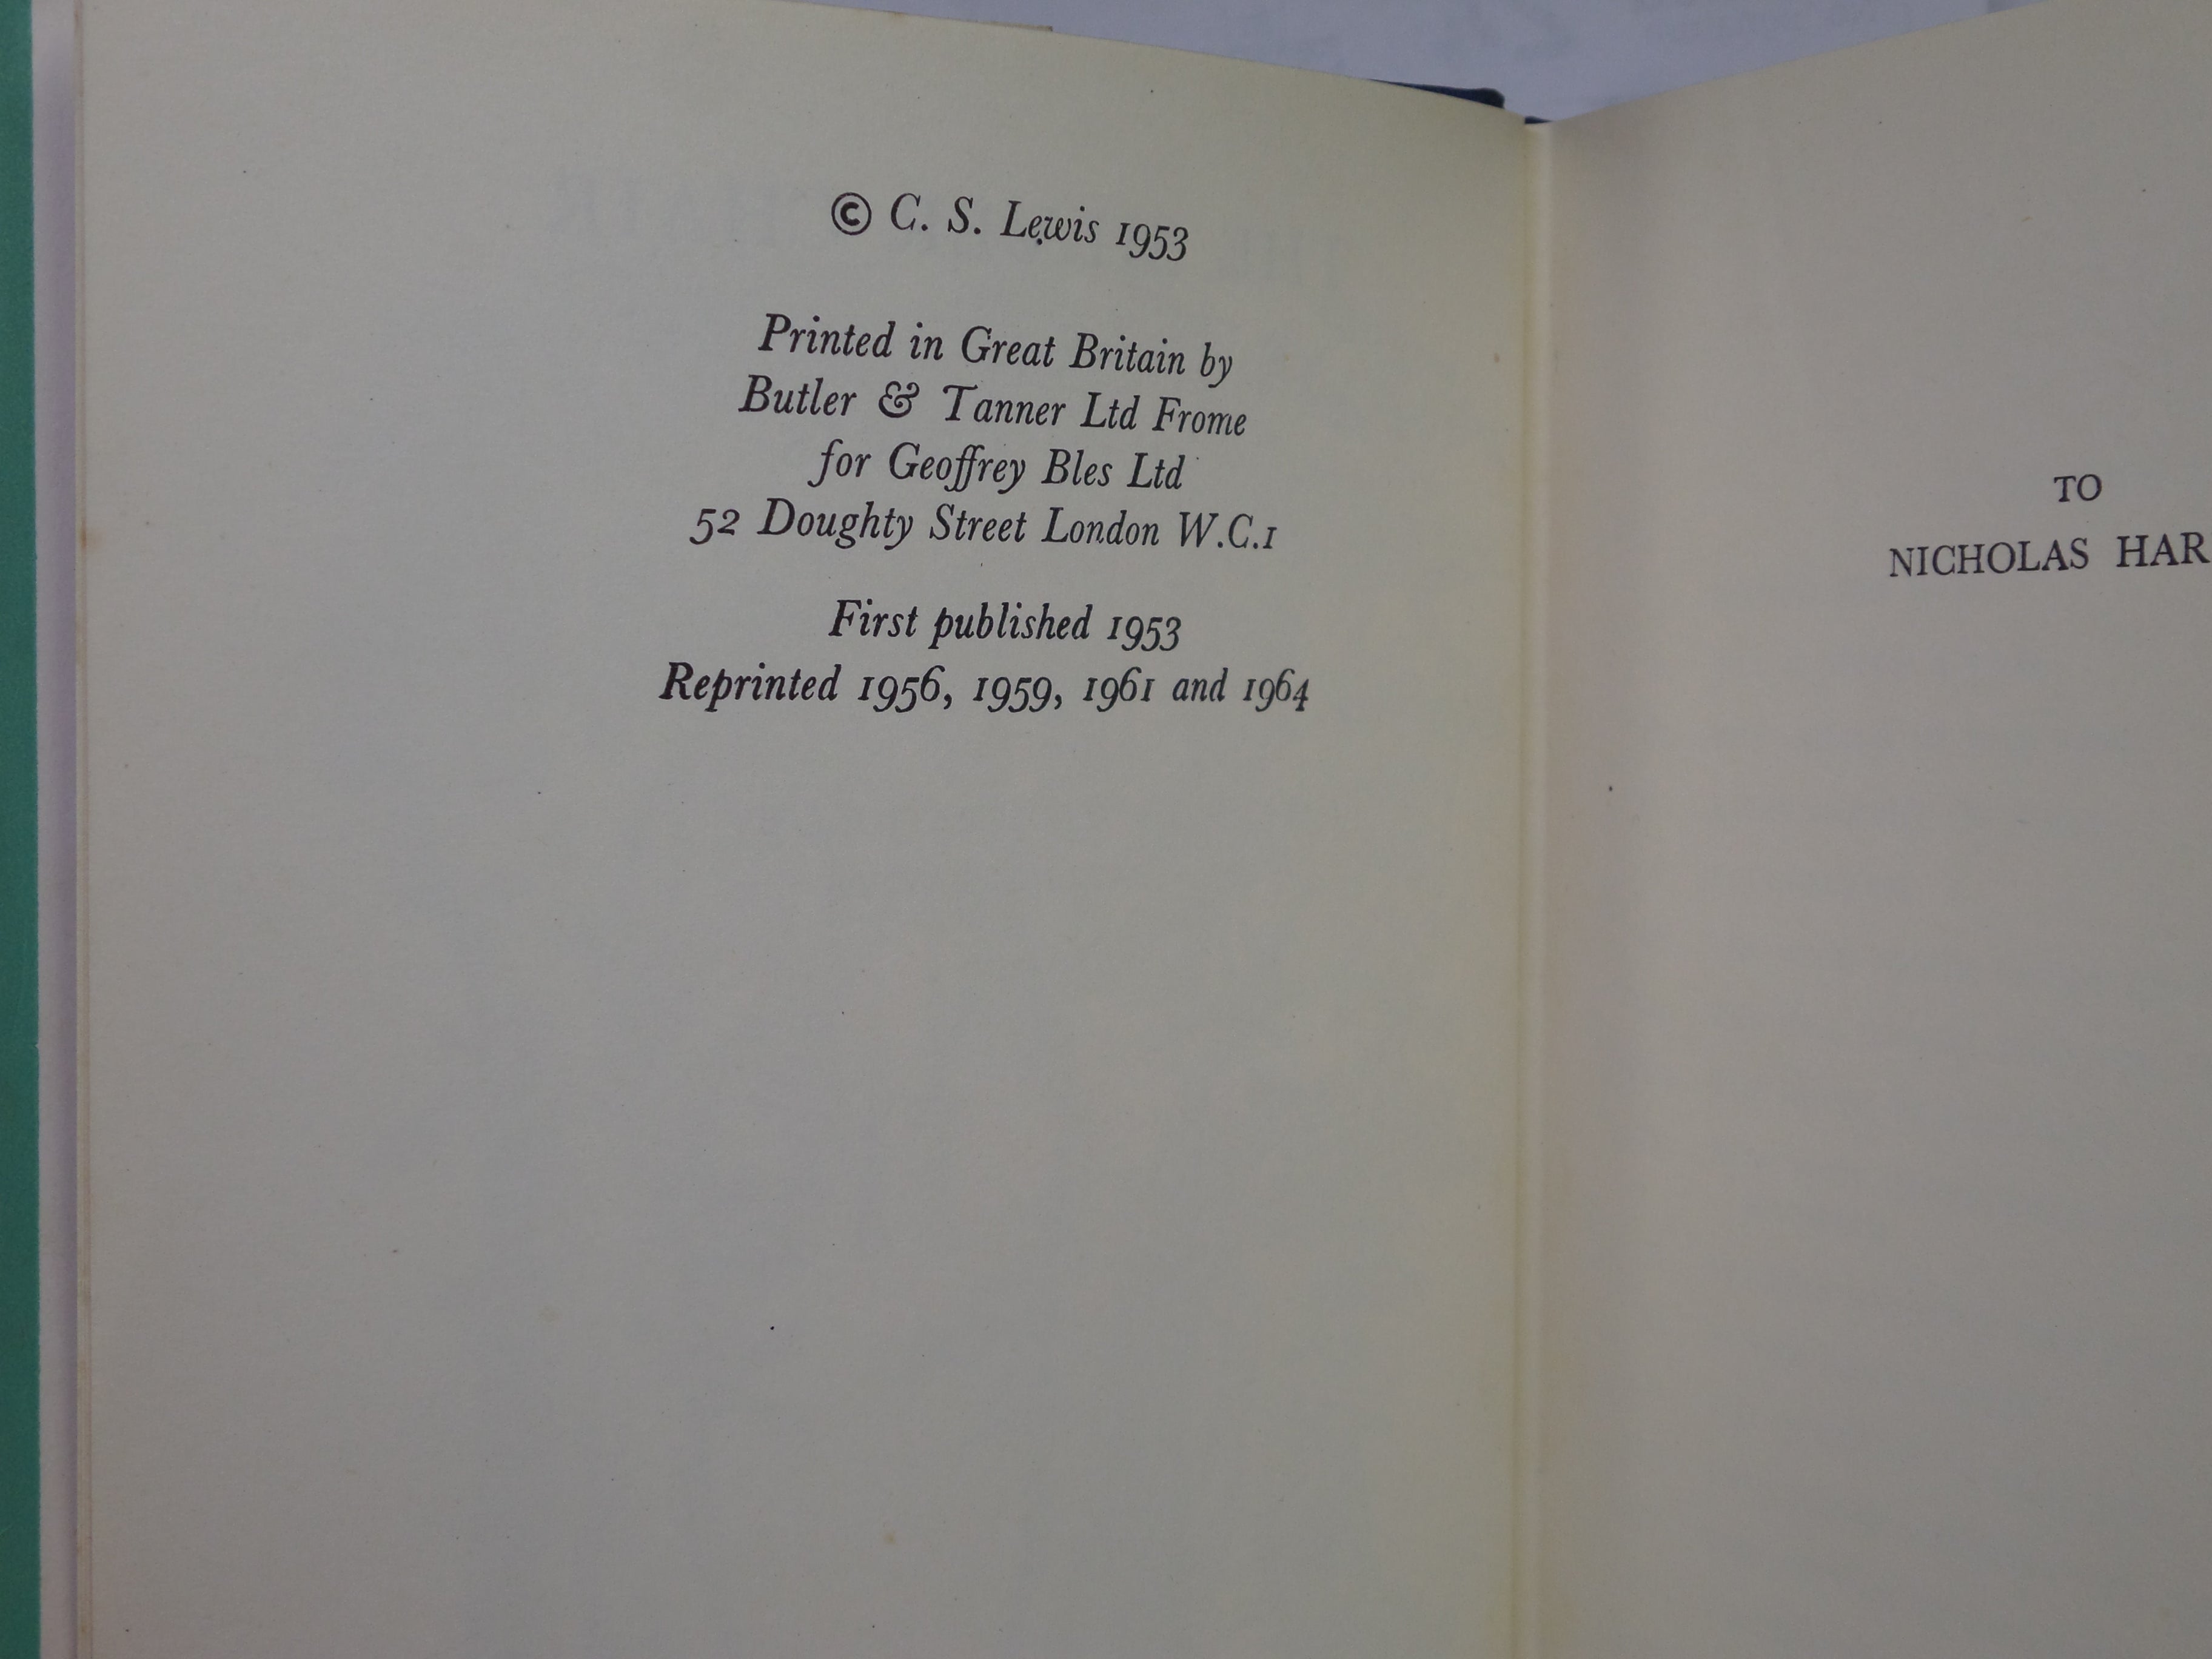 © C. S. Lewis 1953
Printed in Great Britain by
Butler & Tanner Ltd Frome
for Geoffrey Bles Ltd
52 Doughty Street London W.C.1
First published 1953
Reprinted 1956, 1959, 1961 and 1964
TO
NICHOLAS HAR